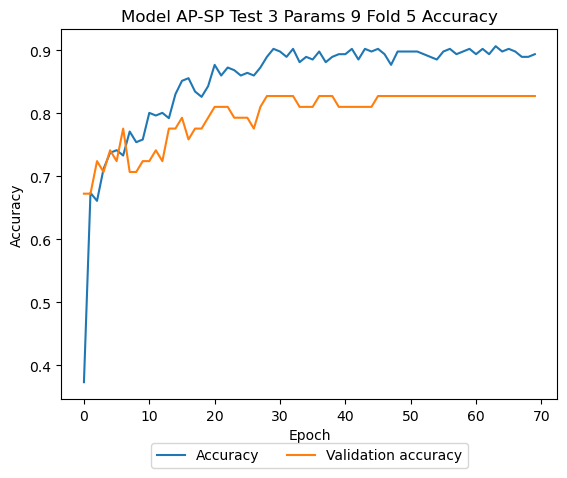 Model AP-SP Test 3 Params 9 Fold 5 Accuracy
0.9
0.8
0.7
0.6
0.5
0.4
Accuracy
0 10 20 30 40 50 60 70
Epoch
Accuracy Validation accuracy